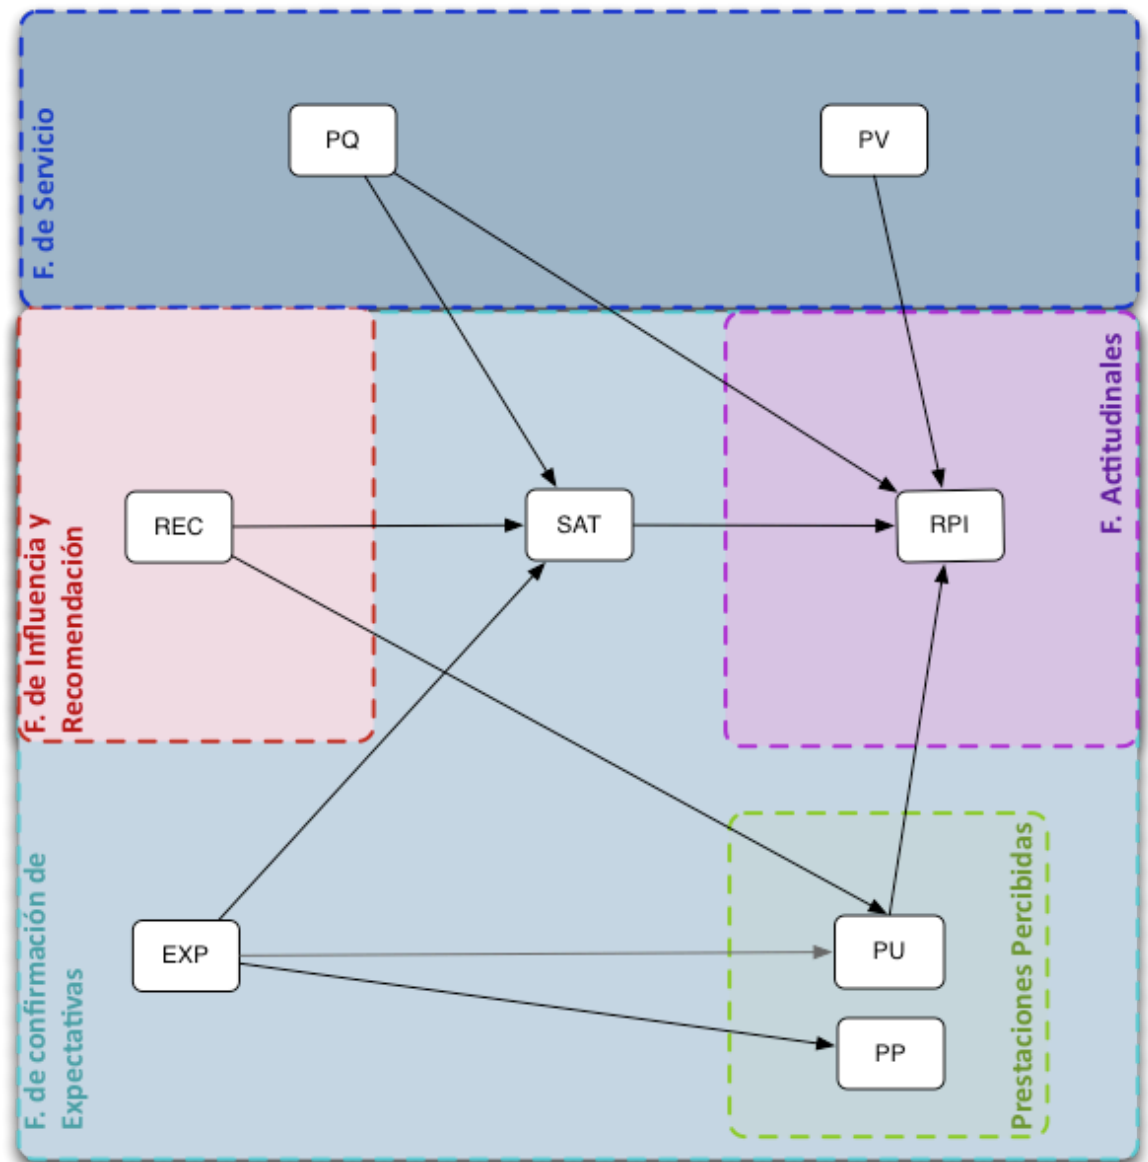 F. de Servicio
PQ
PV
F. de Influencia y
Recomendación
REC
SAT
RPI
F. Actitudinales
F. de confirmación de
Expectativas
EXP
PU
PP
Prestaciones Percibidas